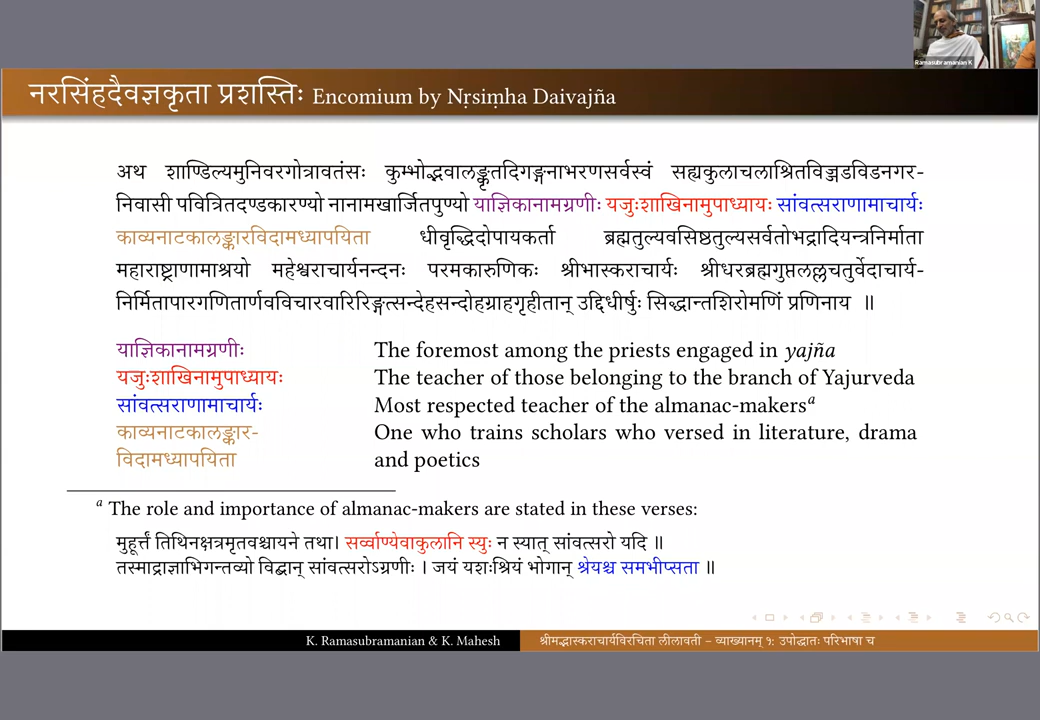 Ramasubramanian K
नरसिंहदैवज्ञकृता प्रशस्तिः Encomium by Nṛsiṃha Daivajña
अथ शाण्डिल्यमुनिवरगोत्रावतंसः कुम्भोद्भवालङ्कृतदिगङ्गनाभरणसर्वस्वं सह्यकुलाचलाश्रितविज्जडविडनगर-
निवासी पवित्रितदण्डकारण्यो नानामखार्जितपुण्यो याज्ञिकानामग्रणीः यजुःशाखिनामुपाध्यायः सांवत्सराणामाचार्यः
काव्यनाटकालङ्कारविदामध्यापयिता धीवृद्धिदोपायकर्ता ब्रह्मतुल्यवसिष्ठतुल्यसर्वतोभद्रादियन्त्रनिर्माता
महाराष्ट्राणामाश्रयो महेश्वराचार्यनन्दनः परमकारुणिकः श्रीभास्कराचार्यः श्रीधरब्रह्मगुप्तलल्लचतुर्वेदाचार्य-
निर्मितापारगणितार्णवविचारवारिरिङ्गत्सन्देहसन्दोहग्राहगृहीतान् उद्दिधीर्षुः सिद्धान्तशिरोमणिं प्रणिनाय ॥
याज्ञिकानामग्रणीः The foremost among the priests engaged in yajña
यजुःशाखिनामुपाध्यायः The teacher of those belonging to the branch of Yajurveda
सांवत्सराणामाचार्यः Most respected teacher of the almanac-makers a
काव्यनाटकालङ्कार- One who trains scholars who versed in literature, drama
विदामध्यापयिता and poetics
a The role and importance of almanac-makers are stated in these verses:
मुहूर्त्तं तिथिनक्षत्रमृतवश्चायने तथा। सर्व्वाण्येवाकुलानि स्युः न स्यात् सांवत्सरो यदि ॥
तस्माद्राज्ञाभिगन्तव्यो विद्वान् सांवत्सरोऽग्रणीः । जयं यशःश्रियं भोगान् श्रेयश्च समभीप्सता ॥
K. Ramasubramanian & K. Mahesh श्रीमद्भास्कराचार्यविरचिता लीलावती – व्याख्यानम् १: उपोद्घातः परिभाषा च